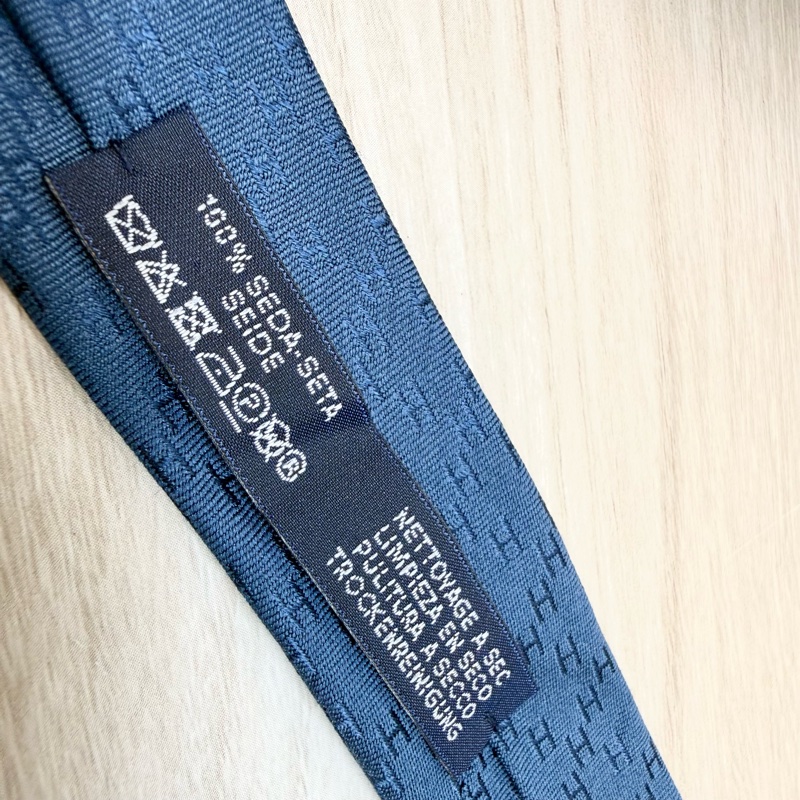 100% SEDA-SETA
SEIDE
P
R
NETTOYAGE A SEC
LIMPIEZA EN SECO
PULITURA A SECCO
TROCKENREINIGUNG
H H H H H H H H H H